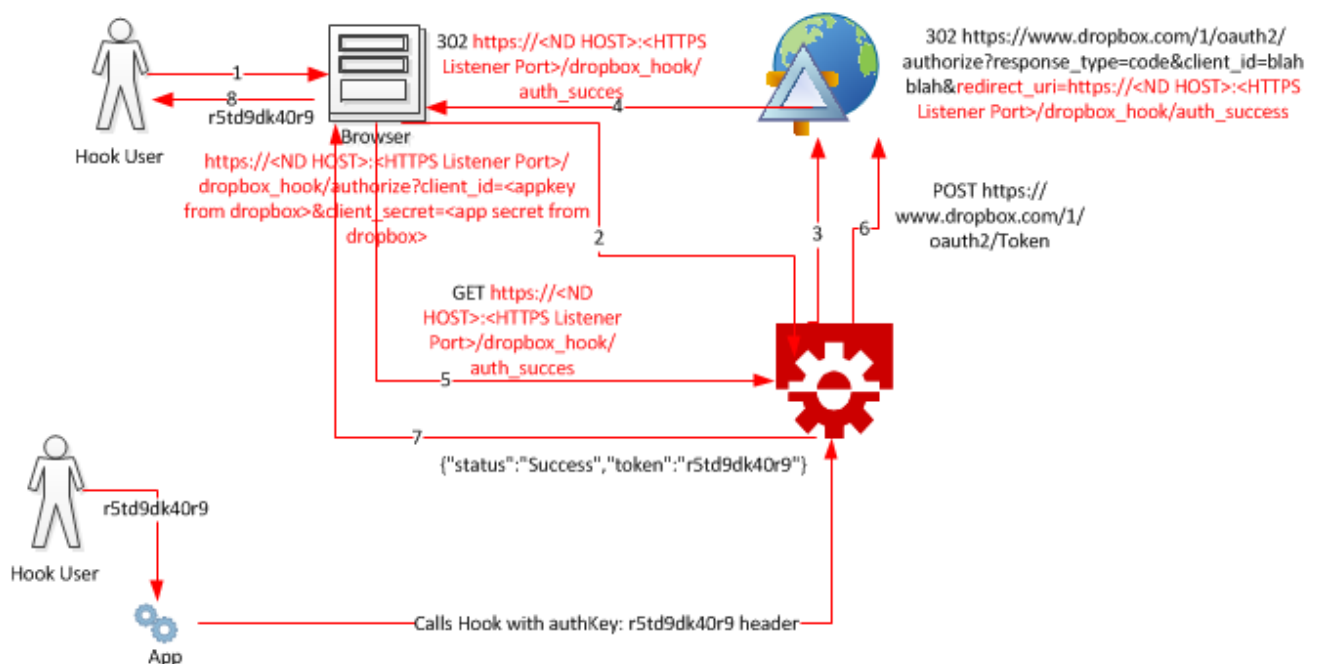 1
8
r5td9dk40r9
Hook User
Browser
302 https://<ND HOST>:<HTTPS
Listener Port>/dropbox_hook/
auth_succes
4
302 https://www.dropbox.com/1/oauth2/
authorize?response_type=code&client_id=blah
blah&redirect_uri=https://<ND HOST>:<HTTPS
Listener Port>/dropbox_hook/auth_success
https://<ND HOST>:<HTTPS Listener Port>/
dropbox_hook/authorize?client_id=<appkey
from dropbox>&client_secret=<app secret from
dropbox>
2
3
6
POST https://
www.dropbox.com/1/
oauth2/Token
GET https://<ND
HOST>:<HTTPS Listener
Port>/dropbox_hook/
auth_succes
5
7
{"status":"Success","token":"r5td9dk40r9"}
r5td9dk40r9
Hook User
Calls Hook with authKey: r5td9dk40r9 header
App